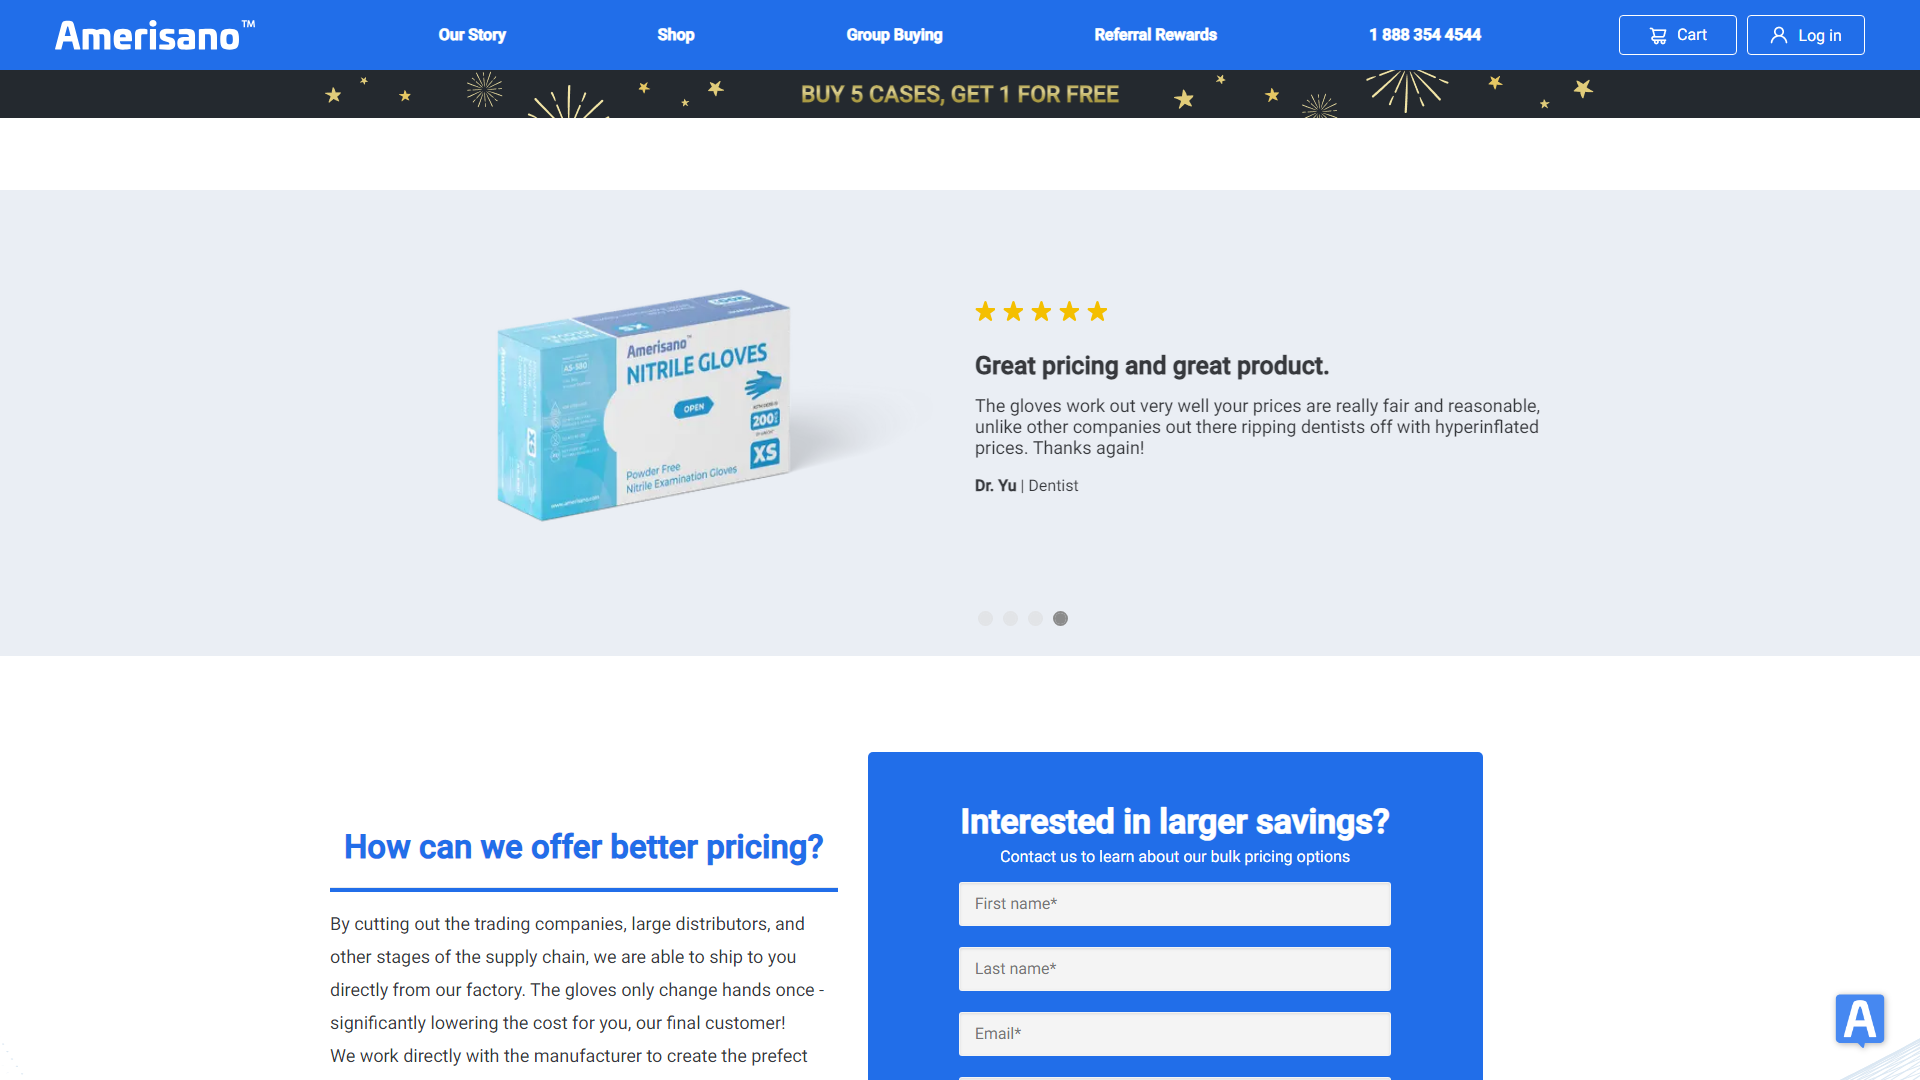 Amerisano™
Our Story
Shop
Group Buying
Referral Rewards
1 888 354 4544
Cart
Log in
BUY 5 CASES, GET 1 FOR FREE
Amerisano™
NITRILE GLOVES
OPEN
200
XS
Powder Free
Nitrile Examination Gloves
AS-180
XS
www.amerisano.com
Great pricing and great product.
The gloves work out very well your prices are really fair and reasonable,
unlike other companies out there ripping dentists off with hyperinflated
prices. Thanks again!
Dr. Yu | Dentist
How can we offer better pricing?
By cutting out the trading companies, large distributors, and
other stages of the supply chain, we are able to ship to you
directly from our factory. The gloves only change hands once -
significantly lowering the cost for you, our final customer!
We work directly with the manufacturer to create the prefect
Interested in larger savings?
Contact us to learn about our bulk pricing options
First name*
Last name*
Email*
A